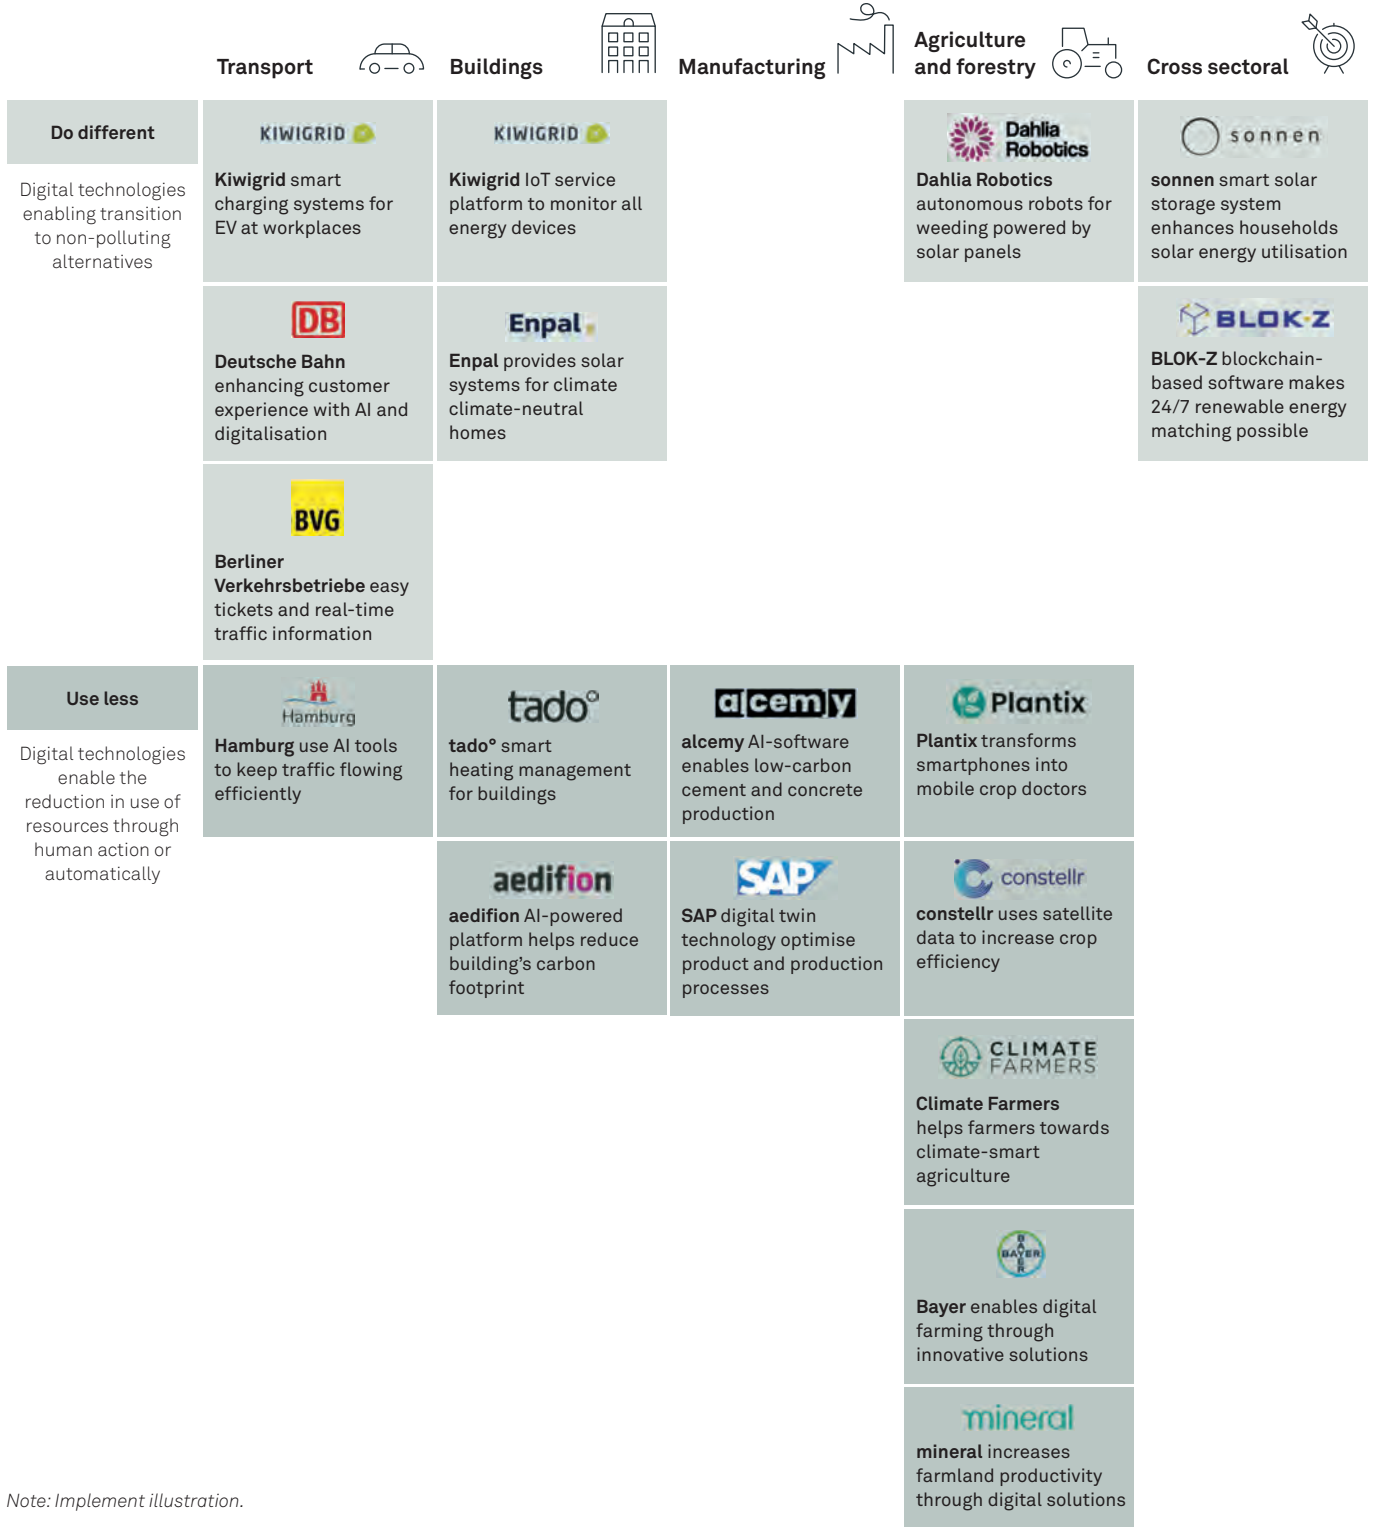 Transport
Buildings
Manufacturing
Agriculture
and forestry
Cross sectoral
Do different
Digital technologies
enabling transition
to non-polluting
alternatives
KIWIGRID
Kiwigrid smart
charging systems for
EV at workplaces
KIWIGRID
Kiwigrid IoT service
platform to monitor all
energy devices
Dahlia
Robotics
Dahlia Robotics
autonomous robots for
weeding powered by
solar panels
sonnen
sonnen smart solar
storage system
enhances households
solar energy utilisation
DB
Deutsche Bahn
enhancing customer
experience with AI and
digitalisation
Enpal
Enpal provides solar
systems for climate
climate-neutral
homes
BLOK-Z
BLOK-Z blockchain-
based software makes
24/7 renewable energy
matching possible
BVG
Berliner
Verkehrsbetriebe easy
tickets and real-time
traffic information
Use less
Digital technologies
enable the
reduction in use of
resources through
human action or
automatically
Hamburg
Hamburg use AI tools
to keep traffic flowing
efficiently
tado°
tado° smart
heating management
for buildings
alcemy
alcemy AI-software
enables low-carbon
cement and concrete
production
Plantix
Plantix transforms
smartphones into
mobile crop doctors
aedifion
aedifion AI-powered
platform helps reduce
building's carbon
footprint
SAP
SAP digital twin
technology optimise
product and production
processes
constellr
constellr uses satellite
data to increase crop
efficiency
CLIMATE
FARMERS
Climate Farmers
helps farmers towards
climate-smart
agriculture
BAYER
BAYER
Bayer enables digital
farming through
innovative solutions
mineral
mineral increases
farmland productivity
through digital solutions
Note: Implement illustration.